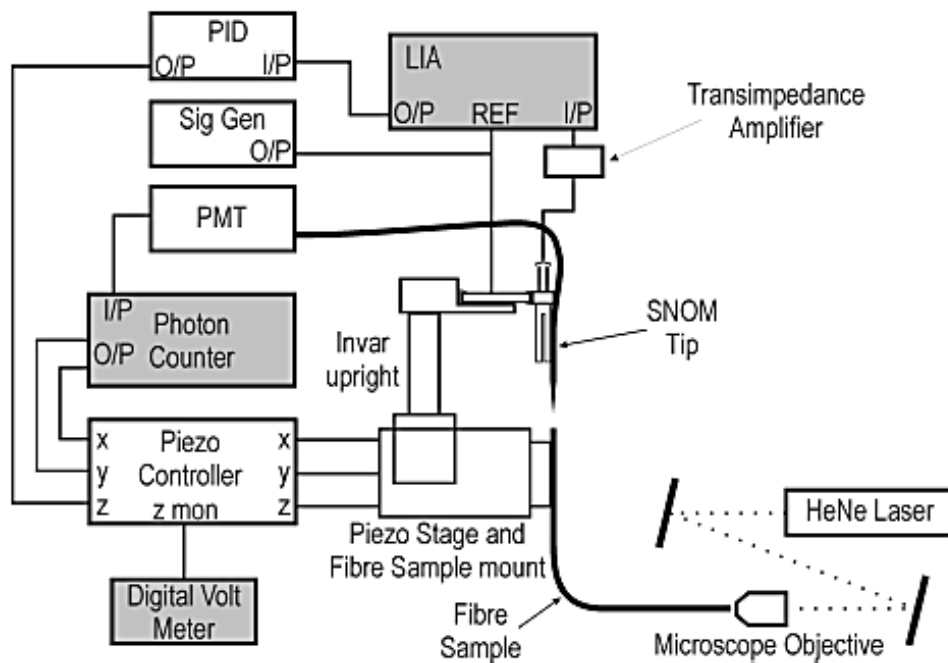 PID
O/P I/P
LIA
O/P REF I/P
Transimpedance
Amplifier
Sig Gen
O/P
PMT
I/P
Photon
O/P Counter
Invar
upright
SNOM
Tip
x Piezo x
y Controller y
z z mon z
Piezo Stage and
Fibre Sample mount
HeNe Laser
Digital Volt
Meter
Fibre
Sample
Microscope Objective